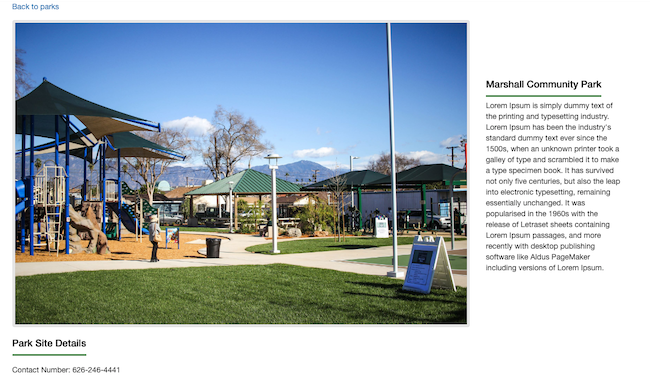 Back to parks
Marshall Community Park
Lorem Ipsum is simply dummy text of
the printing and typesetting industry.
Lorem Ipsum has been the industry's
standard dummy text ever since the
1500s, when an unknown printer took a
galley of type and scrambled it to make
a type specimen book. It has survived
not only five centuries, but also the leap
into electronic typesetting, remaining
essentially unchanged. It was
popularised in the 1960s with the
release of Letraset sheets containing
Lorem Ipsum passages, and more
recently with desktop publishing
software like Aldus PageMaker
including versions of Lorem Ipsum.
Park Site Details
Contact Number: 626-246-4441